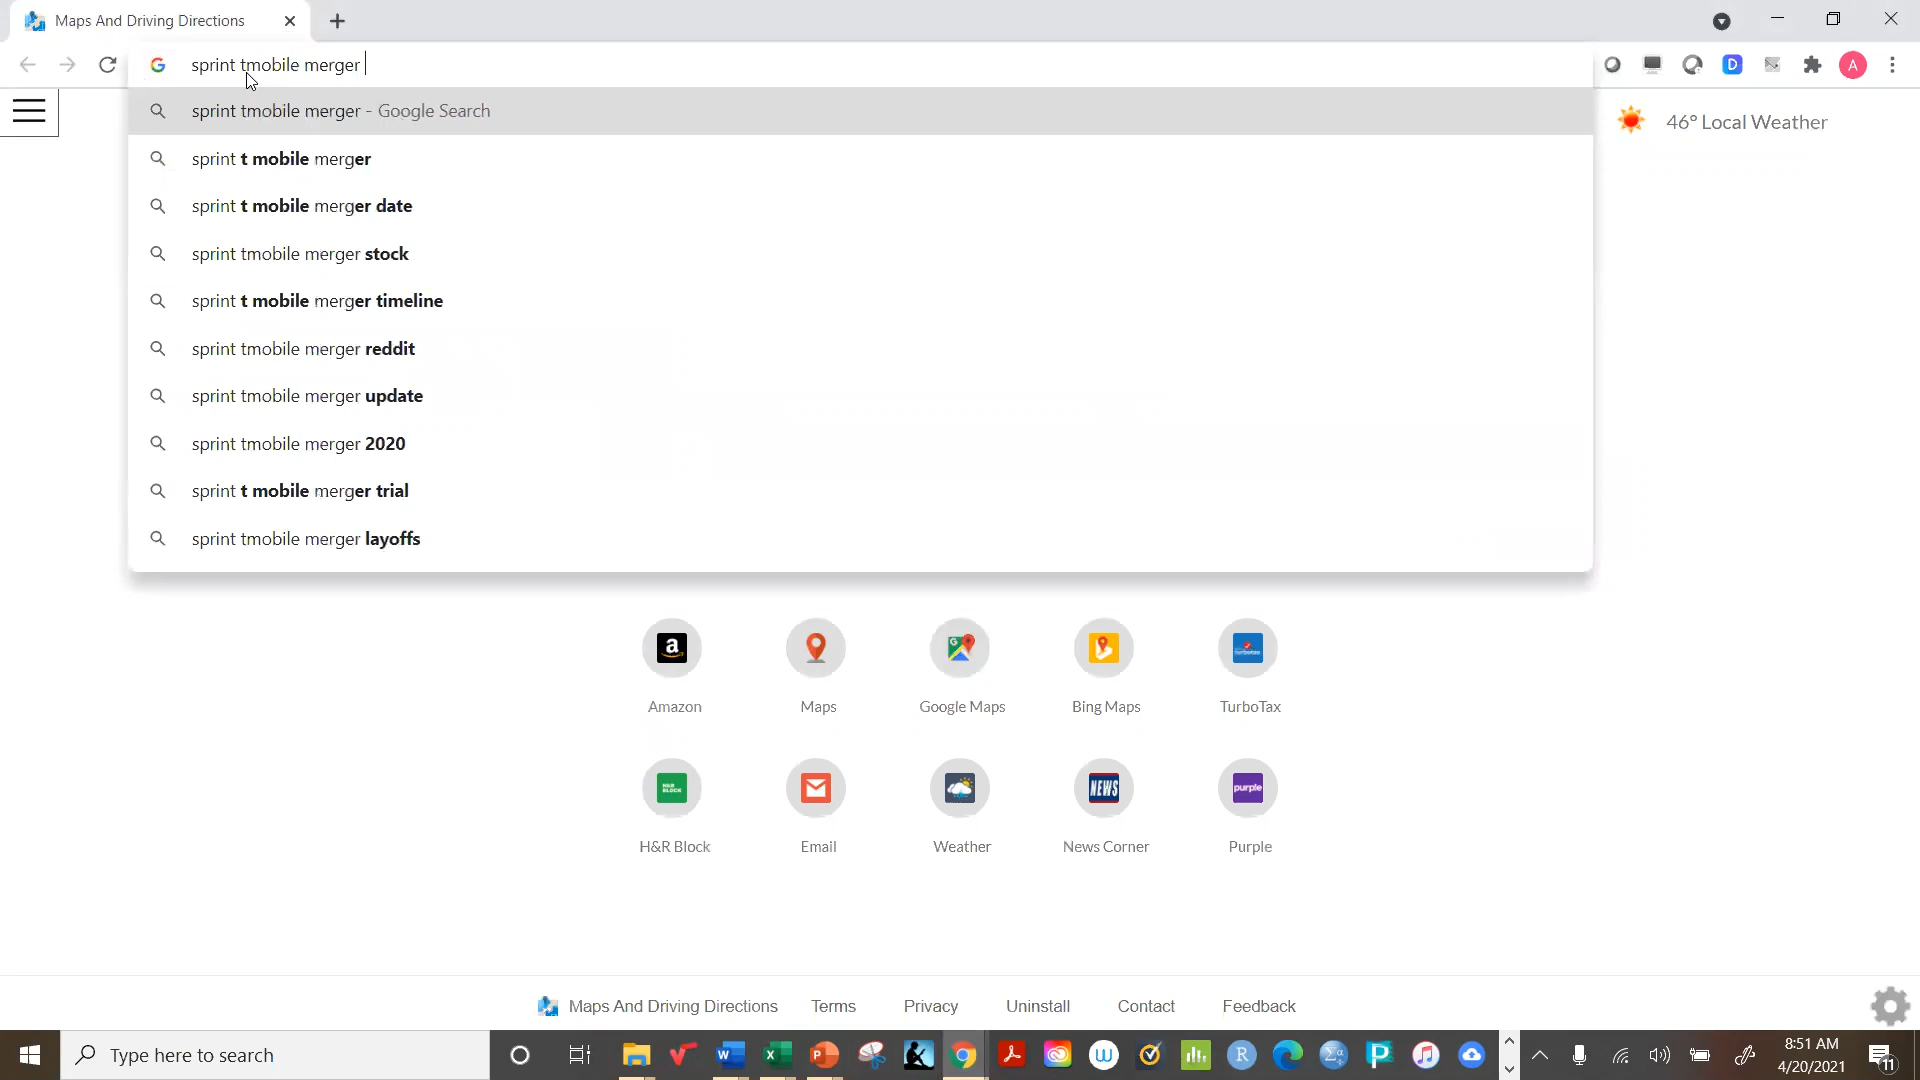 Maps And Driving Directions
sprint tmobile merger
A
sprint tmobile merger - Google Search
46° Local Weather
sprint t mobile merger
sprint t mobile merger date
sprint tmobile merger stock
sprint t mobile merger timeline
sprint tmobile merger reddit
sprint tmobile merger update
sprint tmobile merger 2020
sprint t mobile merger trial
sprint tmobile merger layoffs
Amazon Maps Google Maps Bing Maps TurboTax
H&R BLOCK NEWS purple
H&R Block Email Weather News Corner Purple
Maps And Driving Directions Terms Privacy Uninstall Contact Feedback
Type here to search
8:51 AM
4/20/2021
11